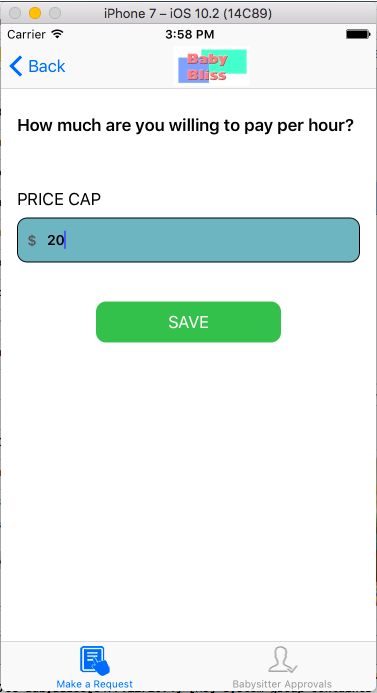 iPhone 7 – iOS 10.2 (14C89)
Carrier 3:58 PM
Back
Baby
Bliss
How much are you willing to pay per hour?
PRICE CAP
$ 20
SAVE
Make a Request Babysitter Approvals